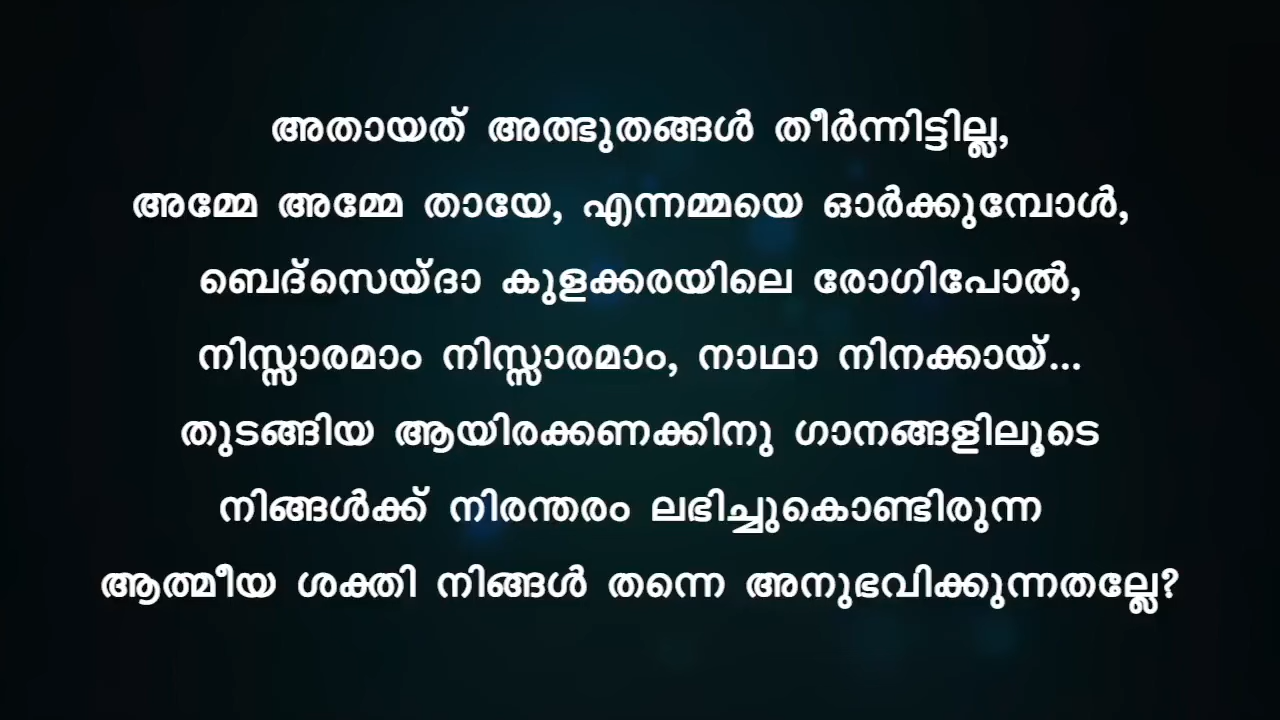 അതായത് അത്ഭുതങ്ങൾ തീർന്നിട്ടില്ല,
അമ്മേ അമ്മേ തായേ, എന്നമ്മയെ ഓർക്കുമ്പോൾ,
ബെദ്സെയ്ദാ കുളക്കരയിലെ രോഗിപോൽ,
നിസ്സാരമാം നിസ്സാരമാം, നാഥാ നിനക്കായ്...
തുടങ്ങിയ ആയിരക്കണക്കിനു ഗാനങ്ങളിലൂടെ
നിങ്ങൾക്ക് നിരന്തരം ലഭിച്ചുകൊണ്ടിരുന്ന
ആത്മീയ ശക്തി നിങ്ങൾ തന്നെ അനുഭവിക്കുന്നതല്ലേ?